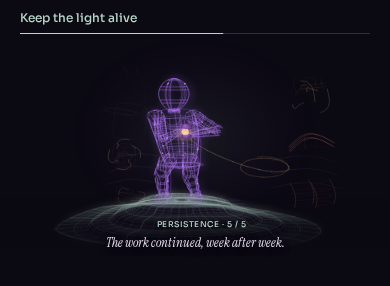 Keep the light alive
PERSISTENCE · 5 / 5
The work continued, week after week.